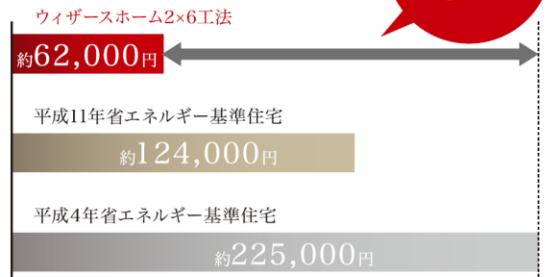 ウィザースホーム2×6工法
約62,000円
平成11年省エネルギー基準住宅
約124,000円
平成4年省エネルギー基準住宅
約225,000円